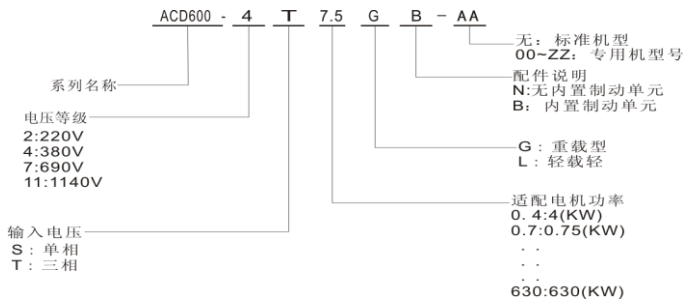 ACD600 - 4 T 7.5 G B - AA
无：标准机型
00~ZZ：专用机型号
配件说明
N:无内置制动单元
B：内置制动单元
G：重载型
L：轻载轻
适配电机功率
0. 4:4(KW)
0.7:0.75(KW)
. .
. .
. .
630:630(KW)
系列名称
电压等级
2:220V
4:380V
7:690V
11:1140V
输入电压
S：单相
T：三相